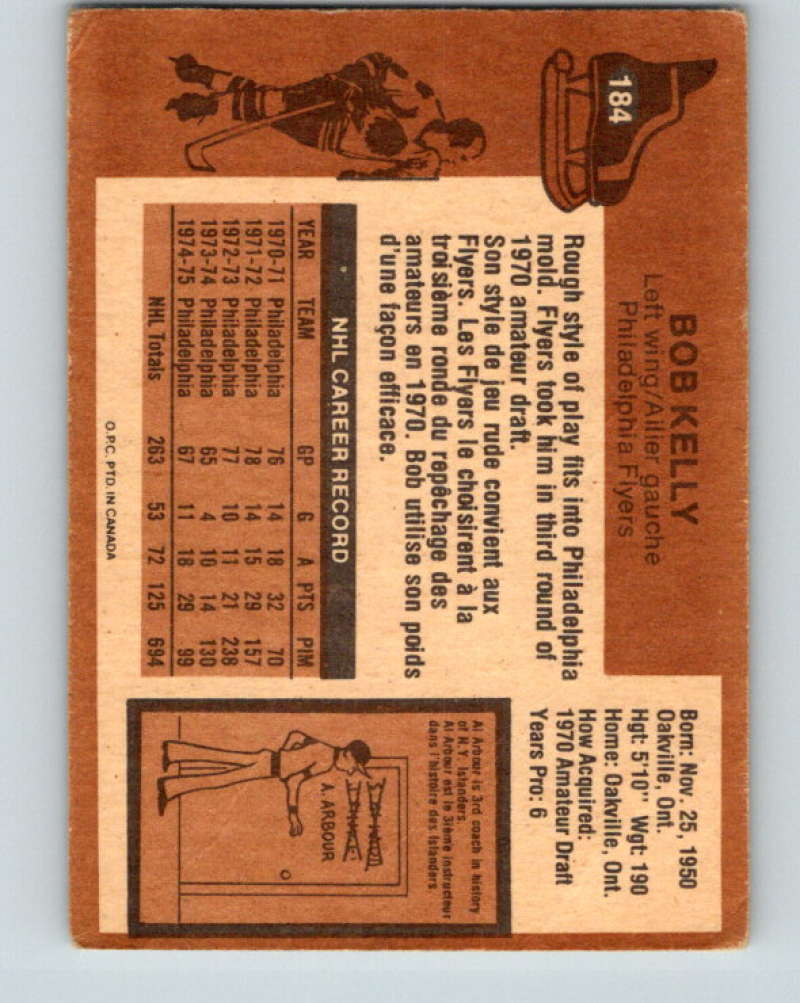 184
BOB KELLY
Left wing/Ailier gauche
Philadelphia Flyers
Born: Nov. 25, 1950
Oakville, Ont.
Hgt: 5'10" Wgt: 190
Home: Oakville, Ont.
How Acquired:
1970 Amateur Draft
Years Pro: 6
Rough style of play fits into Philadelphia
mold. Flyers took him in third round of
1970 amateur draft.
Son style de jeu rude convient aux
Flyers. Les Flyers le choisirent à la
troisième ronde du repêchage des
amateurs en 1970. Bob utilise son poids
d'une façon efficace.
NHL CAREER RECORD
YEAR TEAM GP G A PTS PIM
1970-71 Philadelphia 76 14 18 32 70
1971-72 Philadelphia 78 14 15 29 157
1972-73 Philadelphia 77 10 11 21 238
1973-74 Philadelphia 65 4 10 14 130
1974-75 Philadelphia 67 11 18 29 99
NHL Totals 263 53 72 125 694
Al Arbour is 3rd coach in history
of N.Y. Islanders.
Al Arbour est le 3ième instructeur
dans l'histoire des Islanders.
A. ARBOUR
O.P.C. PTD. IN CANADA